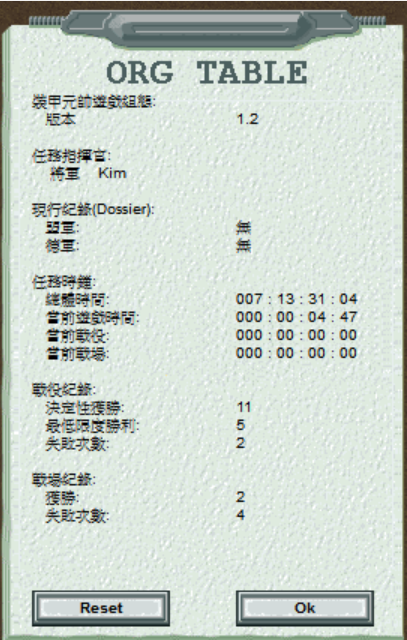 ORG TABLE
裝甲元帥遊戲組態:
版本 1.2
任務指揮官:
將軍 Kim
現行紀錄(Dossier):
盟軍: 無
德軍: 無
任務時鐘:
總體時間: 007 : 13 : 31 : 04
當前遊戲時間: 000 : 00 : 04 : 47
當前戰役: 000 : 00 : 00 : 00
當前戰場: 000 : 00 : 00 : 00
戰役紀錄:
決定性獲勝: 11
最低限度勝利: 5
失敗次數: 2
戰場紀錄:
獲勝: 2
失敗次數: 4
Reset Ok